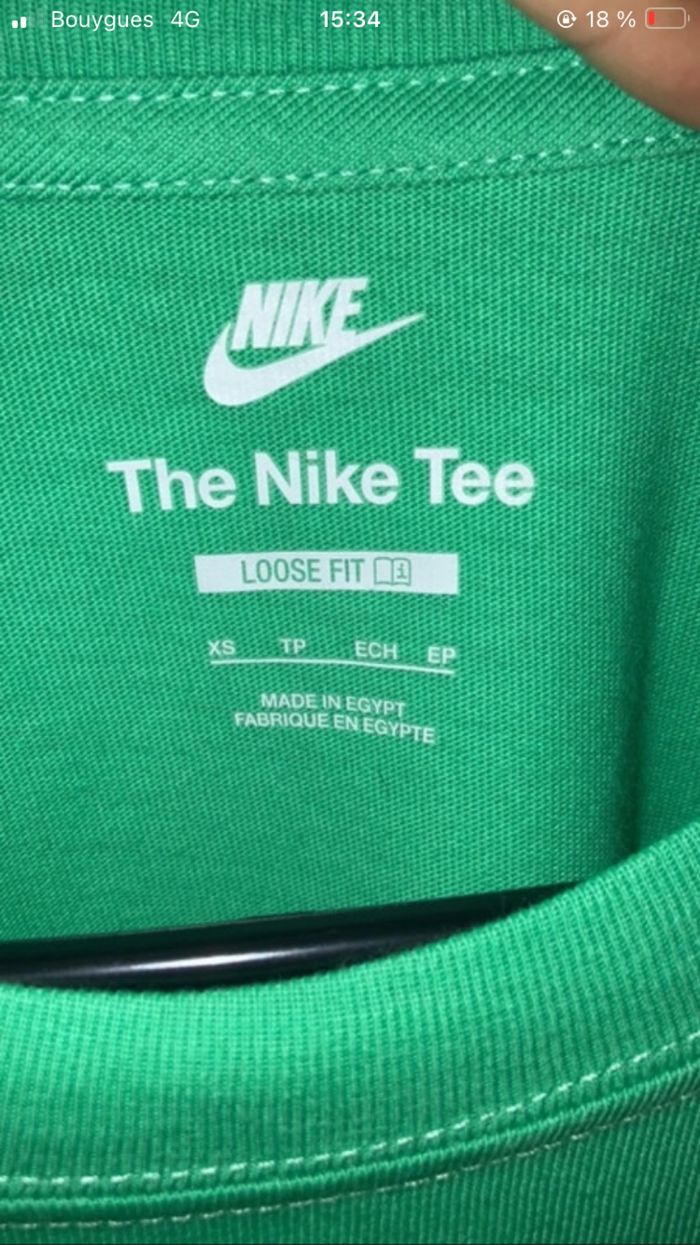 Bouygues 4G 15:34 18 %
NIKE
The Nike Tee
LOOSE FIT
XS TP ECH EP
MADE IN EGYPT
FABRIQUE EN EGYPTE